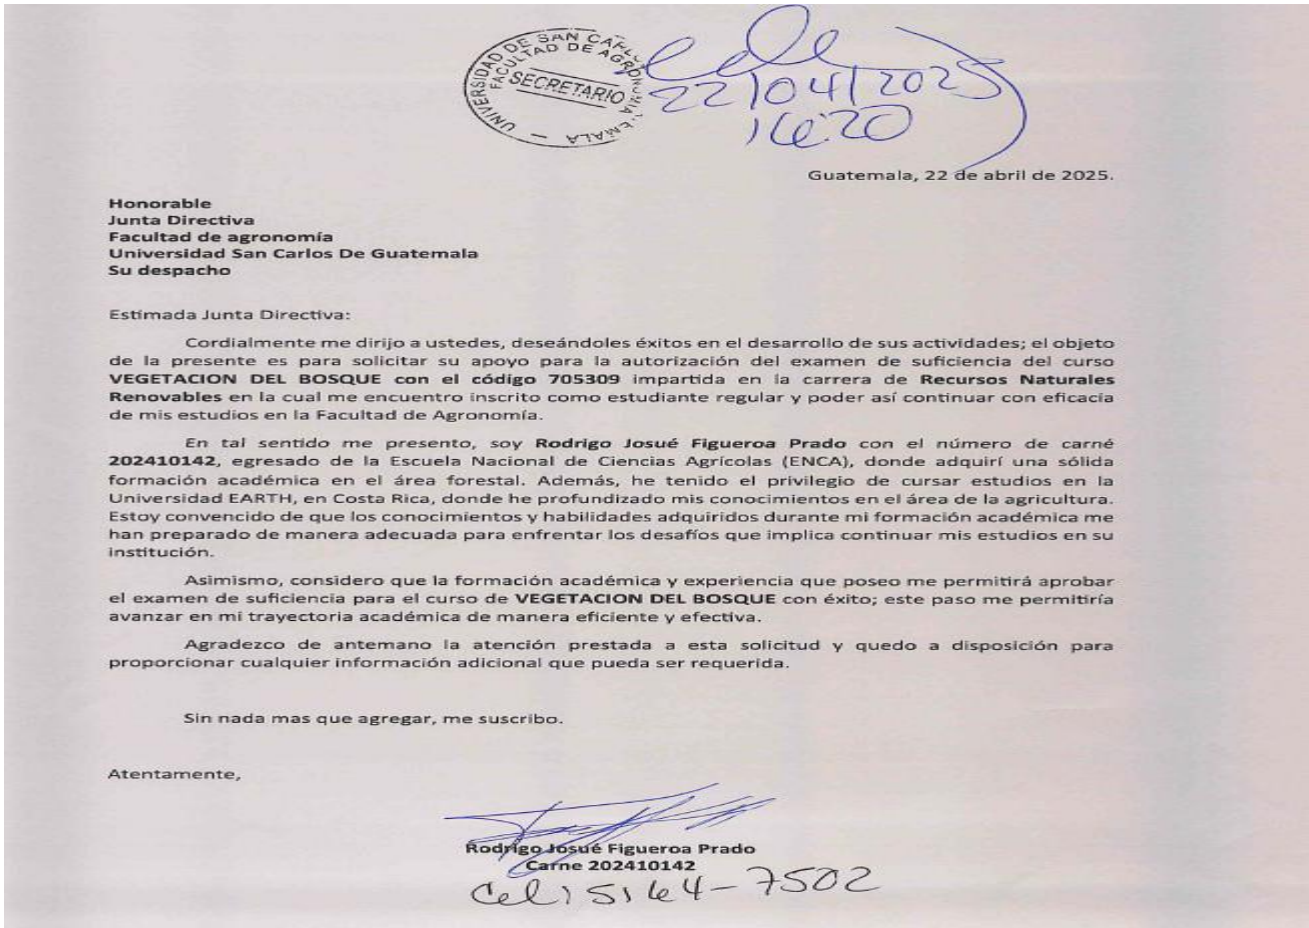 UNIVERSIDAD DE SAN CARLOS
FACULTAD DE AGRONOMIA
SECRETARIO
22/04/2025
16:20
Guatemala, 22 de abril de 2025.
Honorable
Junta Directiva
Facultad de agronomía
Universidad San Carlos De Guatemala
Su despacho
Estimada Junta Directiva:
Cordialmente me dirijo a ustedes, deseándoles éxitos en el desarrollo de sus actividades; el objeto
de la presente es para solicitar su apoyo para la autorización del examen de suficiencia del curso
VEGETACION DEL BOSQUE con el código 705309 impartida en la carrera de Recursos Naturales
Renovables en la cual me encuentro inscrito como estudiante regular y poder así continuar con eficacia
de mis estudios en la Facultad de Agronomía.
En tal sentido me presento, soy Rodrigo Josué Figueroa Prado con el número de carné
202410142, egresado de la Escuela Nacional de Ciencias Agrícolas (ENCA), donde adquirí una sólida
formación académica en el área forestal. Además, he tenido el privilegio de cursar estudios en la
Universidad EARTH, en Costa Rica, donde he profundizado mis conocimientos en el área de la agricultura.
Estoy convencido de que los conocimientos y habilidades adquiridos durante mi formación académica me
han preparado de manera adecuada para enfrentar los desafíos que implica continuar mis estudios en su
institución.
Asimismo, considero que la formación académica y experiencia que poseo me permitirá aprobar
el examen de suficiencia para el curso de VEGETACION DEL BOSQUE con éxito; este paso me permitiría
avanzar en mi trayectoria académica de manera eficiente y efectiva.
Agradezco de antemano la atención prestada a esta solicitud y quedo a disposición para
proporcionar cualquier información adicional que pueda ser requerida.
Sin nada mas que agregar, me suscribo.
Atentamente,
Rodrigo Josué Figueroa Prado
Carne 202410142
Cel: 5164-7502